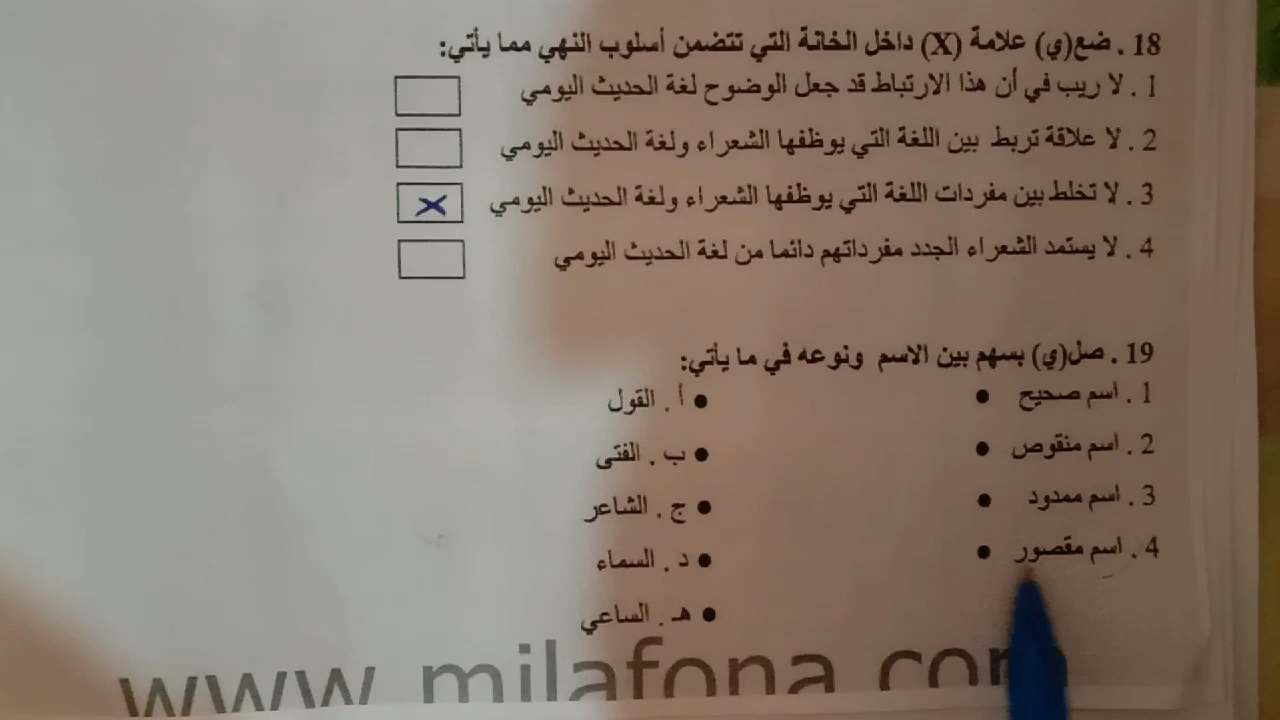 18 . ضع(ي) علامة (X) داخل الخانة التي تتضمن أسلوب النهي مما يأتي:
1 . لا ريب في أن هذا الارتباط قد جعل الوضوح لغة الحديث اليومي
2 . لا علاقة تربط بين اللغة التي يوظفها الشعراء ولغة الحديث اليومي
3 . لا تخلط بين مفردات اللغة التي يوظفها الشعراء ولغة الحديث اليومي X
4 . لا يستمد الشعراء الجدد مفرداتهم دائما من لغة الحديث اليومي
19 . صل(ي) بسهم بين الاسم ونوعه في ما يأتي:
1 . اسم صحيح • • أ . القول
2 . اسم منقوص • • ب . الفتى
3 . اسم ممدود • • ج . الشاعر
4 . اسم مقصور • • د . السماء
• هـ . الساعي
www.milafona.com